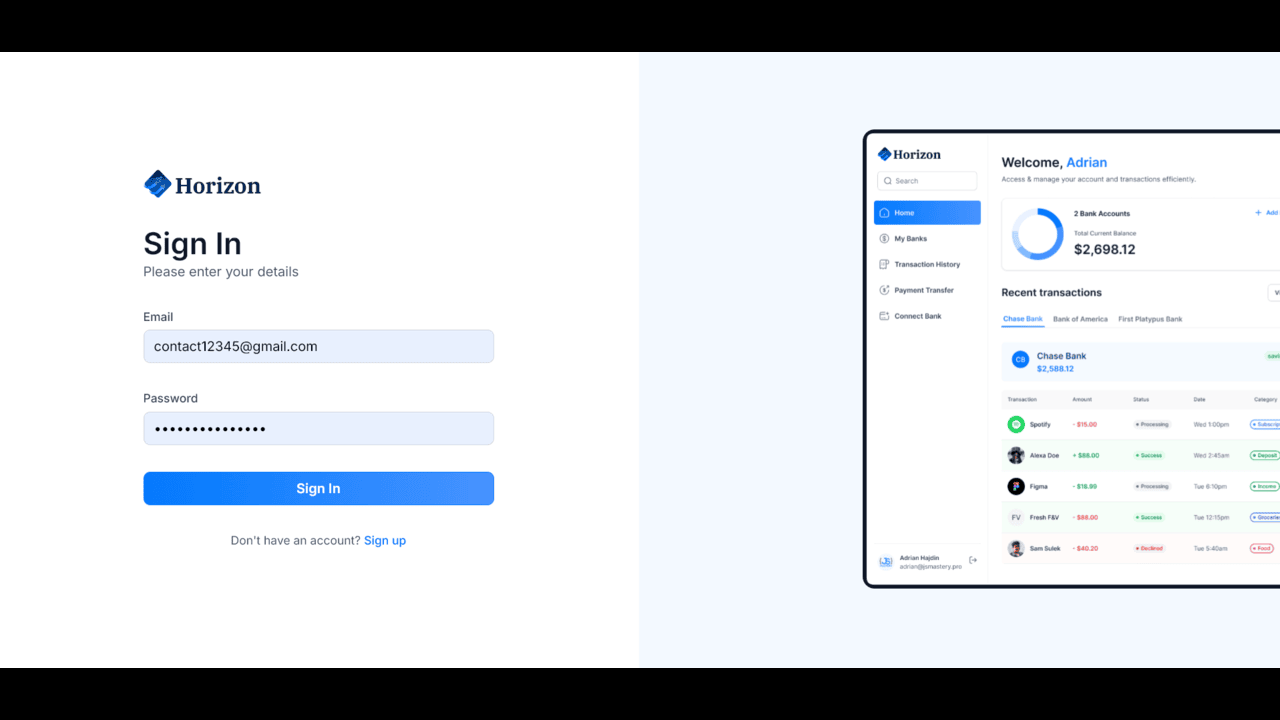 Horizon
Sign In
Please enter your details
Email
contact12345@gmail.com
Password
•••••••••••••••
Sign In
Don't have an account? Sign up
Horizon
Search
Home
My Banks
Transaction History
Payment Transfer
Connect Bank
Adrian Hajdin
adrian@jsmastery.pro
Welcome, Adrian
Access & manage your account and transactions efficiently.
2 Bank Accounts
+ Add
Total Current Balance
$2,698.12
Recent transactions
Chase Bank Bank of America First Platypus Bank
CB Chase Bank
$2,588.12
Transaction Amount Status Date Category
Spotify - $15.00 Processing Wed 1:00pm
Alexa Doe + $88.00 Success Wed 2:45am Deposit
Figma - $18.99 Processing Tue 6:10pm Income
FV Fresh F&V - $88.00 Success Tue 12:15pm
Sam Sulek - $40.20 Declined Tue 5:40am Food